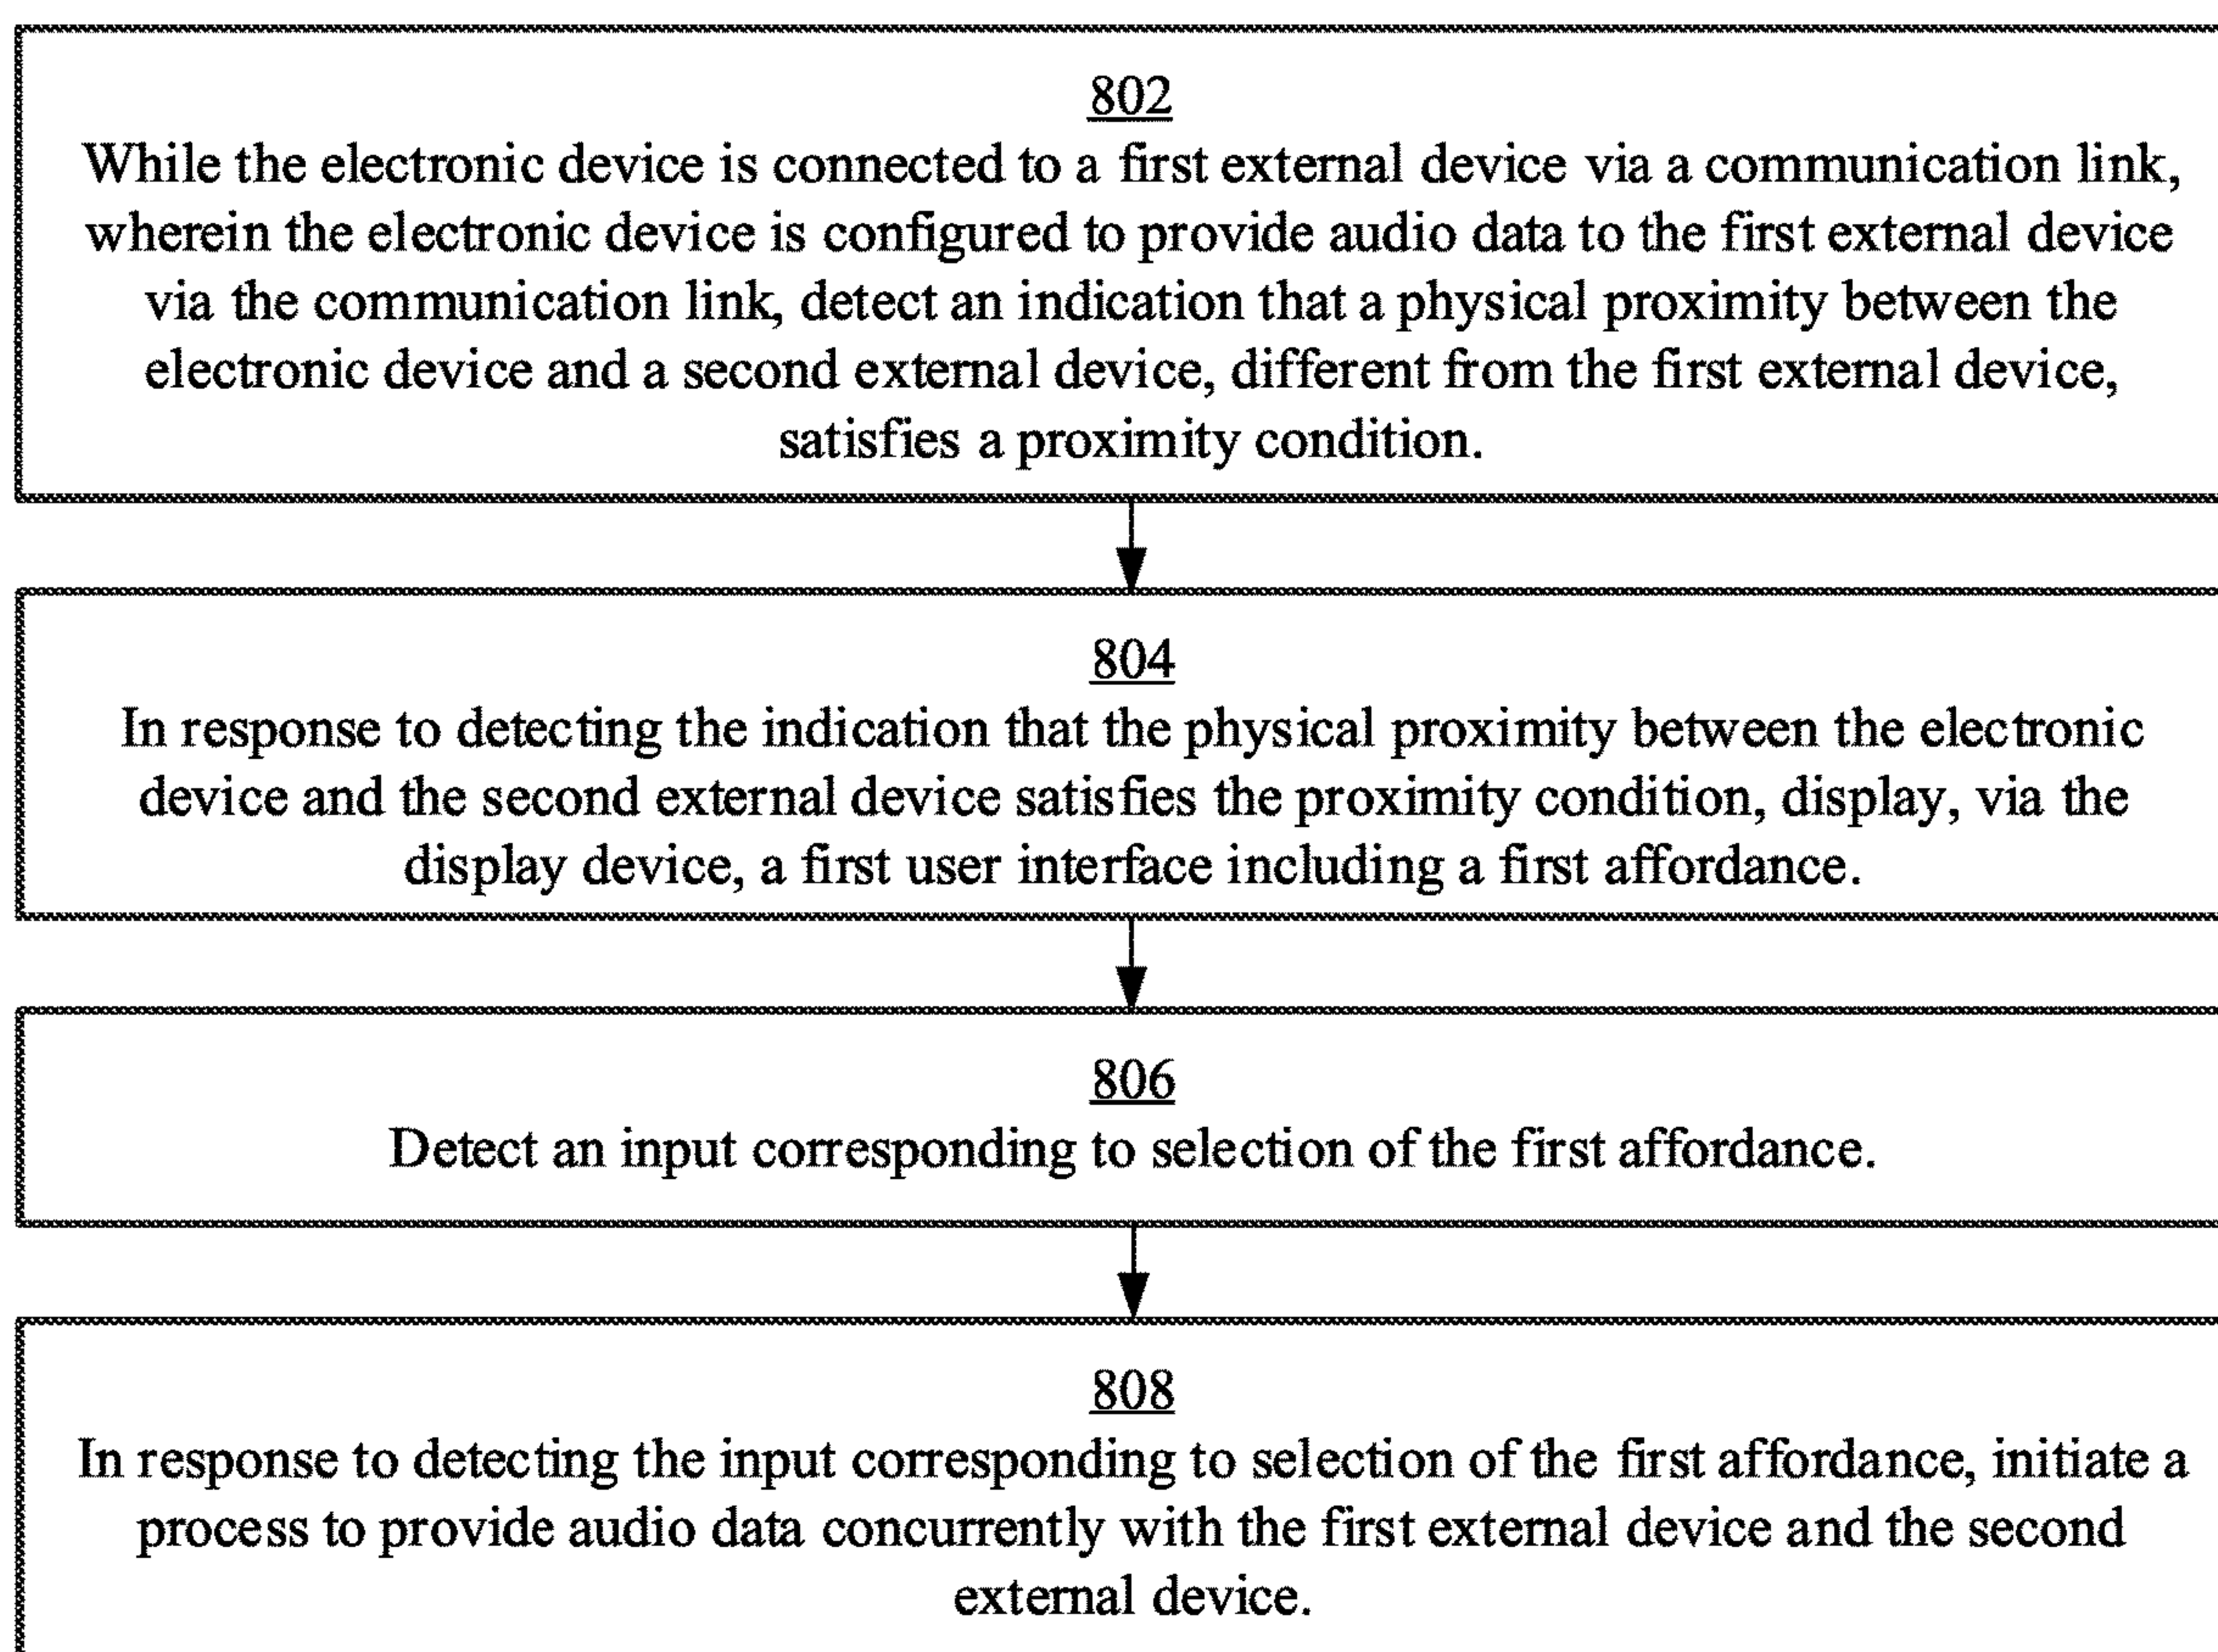 802
While the electronic device is connected to a first external device via a communication link,
wherein the electronic device is configured to provide audio data to the first external device
via the communication link, detect an indication that a physical proximity between the
electronic device and a second external device, different from the first external device,
satisfies a proximity condition.
804
In response to detecting the indication that the physical proximity between the electronic
device and the second external device satisfies the proximity condition, display, via the
display device, a first user interface including a first affordance.
806
Detect an input corresponding to selection of the first affordance.
808
In response to detecting the input corresponding to selection of the first affordance, initiate a
process to provide audio data concurrently with the first external device and the second
external device.